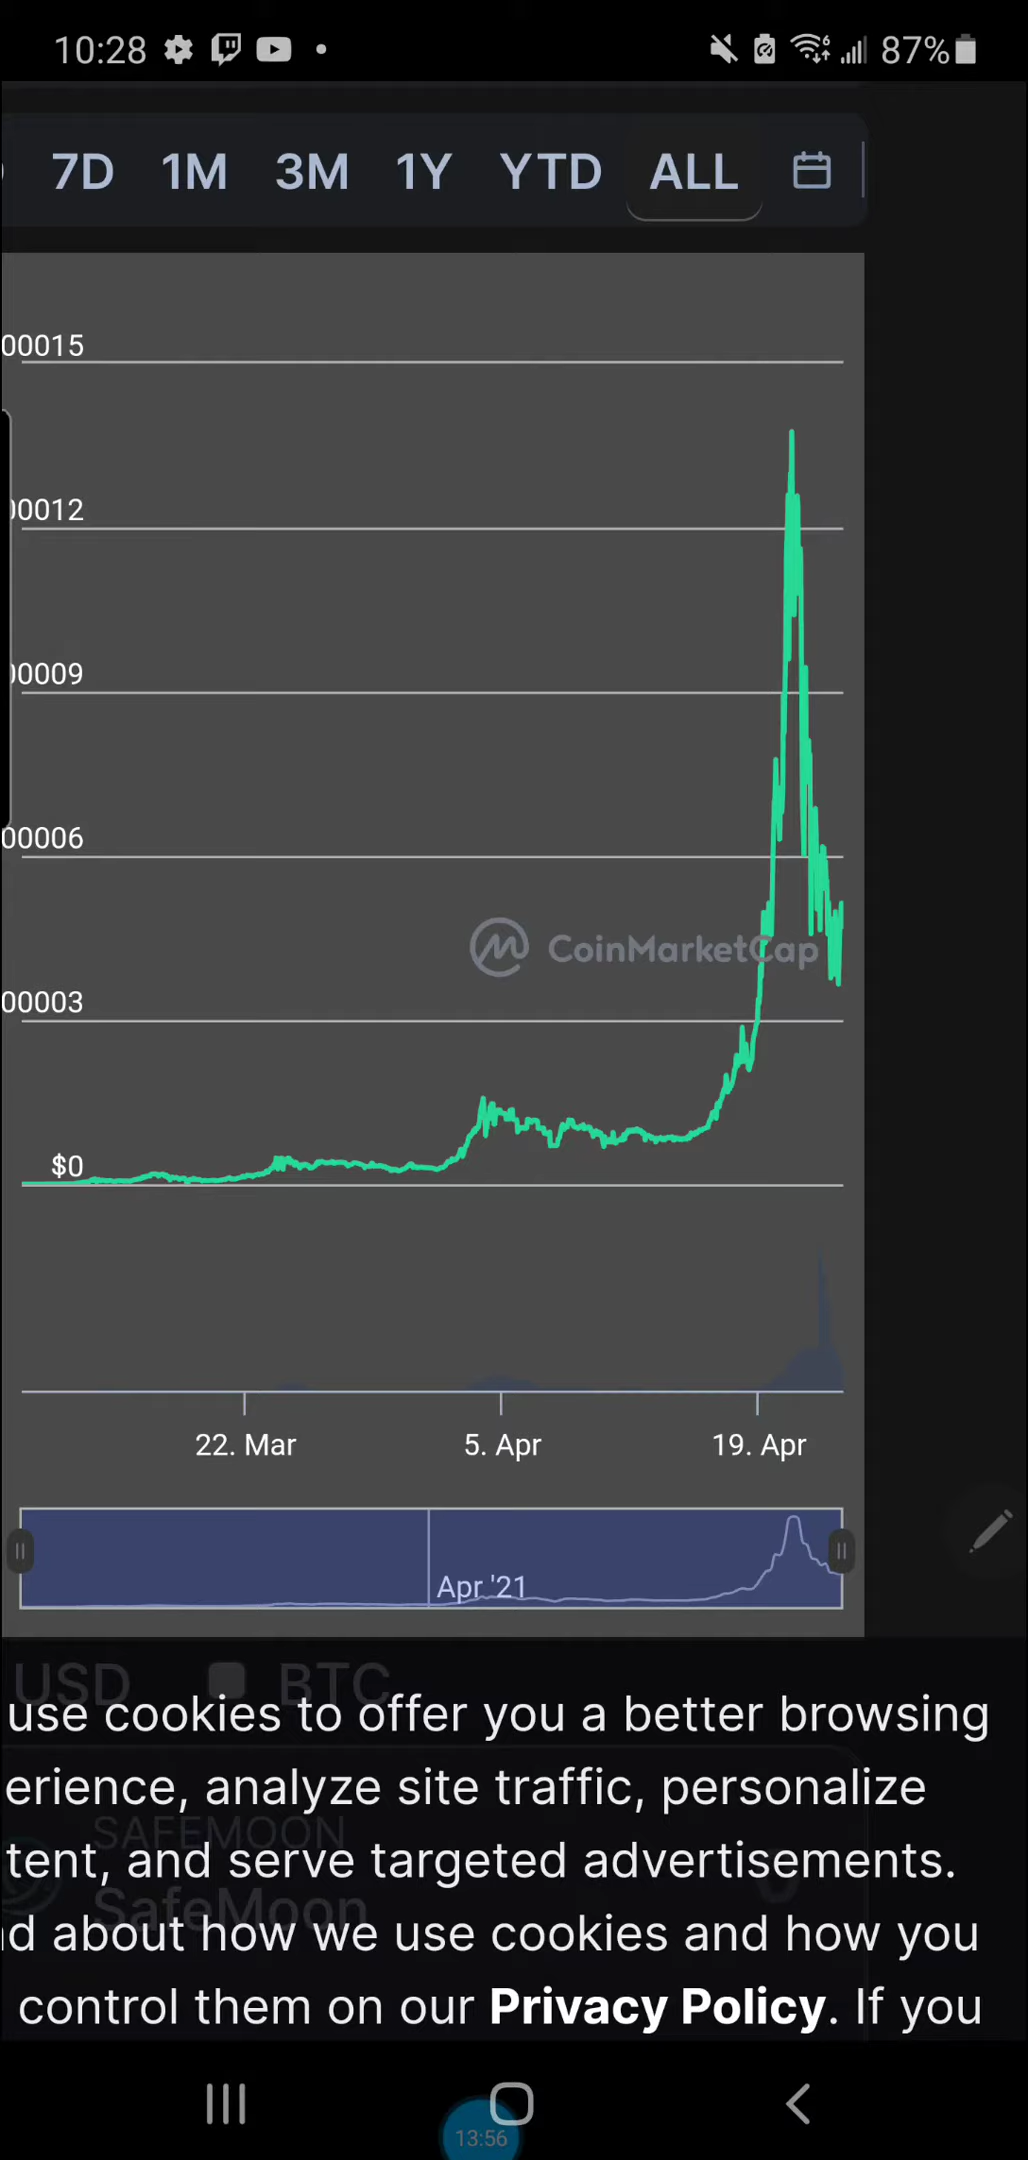 10:28 87%
7D 1M 3M 1Y YTD ALL
00015
00012
00009
00006
CoinMarketCap
00003
$0
22. Mar 5. Apr 19. Apr
Apr '21
USD BTC
use cookies to offer you a better browsing
erience, analyze site traffic, personalize
SAFEMOON
tent, and serve targeted advertisements.
SafeMoon
d about how we use cookies and how you
control them on our Privacy Policy. If you
13:56